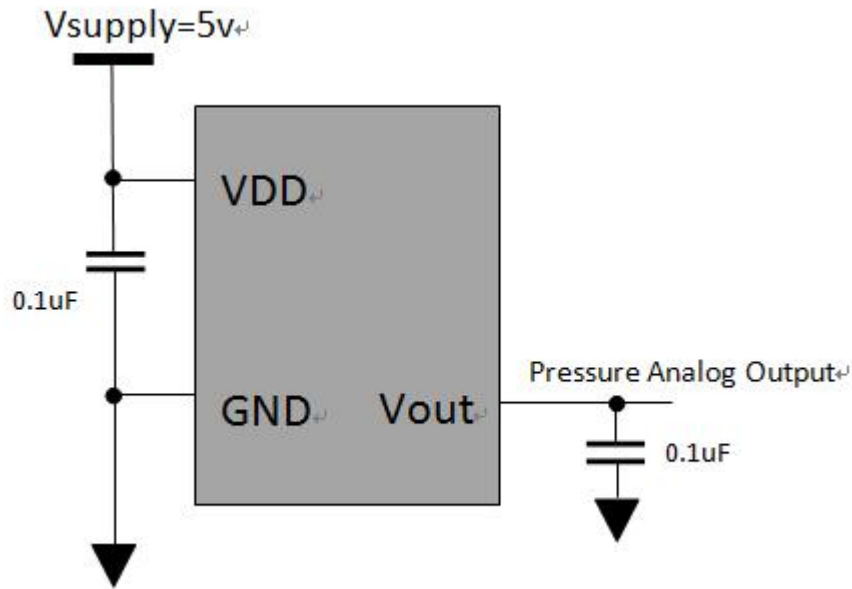 Vsupply=5v↵
VDD↵
0.1uF
Pressure Analog Output↵
GND↵ Vout↵
0.1uF